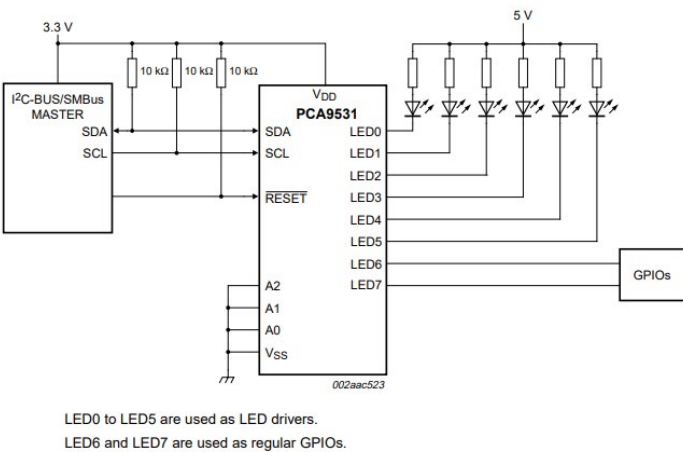 3.3 V
5 V
10 kΩ 10 kΩ 10 kΩ
I²C-BUS/SMBus
MASTER
SDA
SCL
VDD
PCA9531
SDA
SCL
RESET
A2
A1
A0
VSS
LED0
LED1
LED2
LED3
LED4
LED5
LED6
LED7
GPIOs
002aac523
LED0 to LED5 are used as LED drivers.
LED6 and LED7 are used as regular GPIOs.